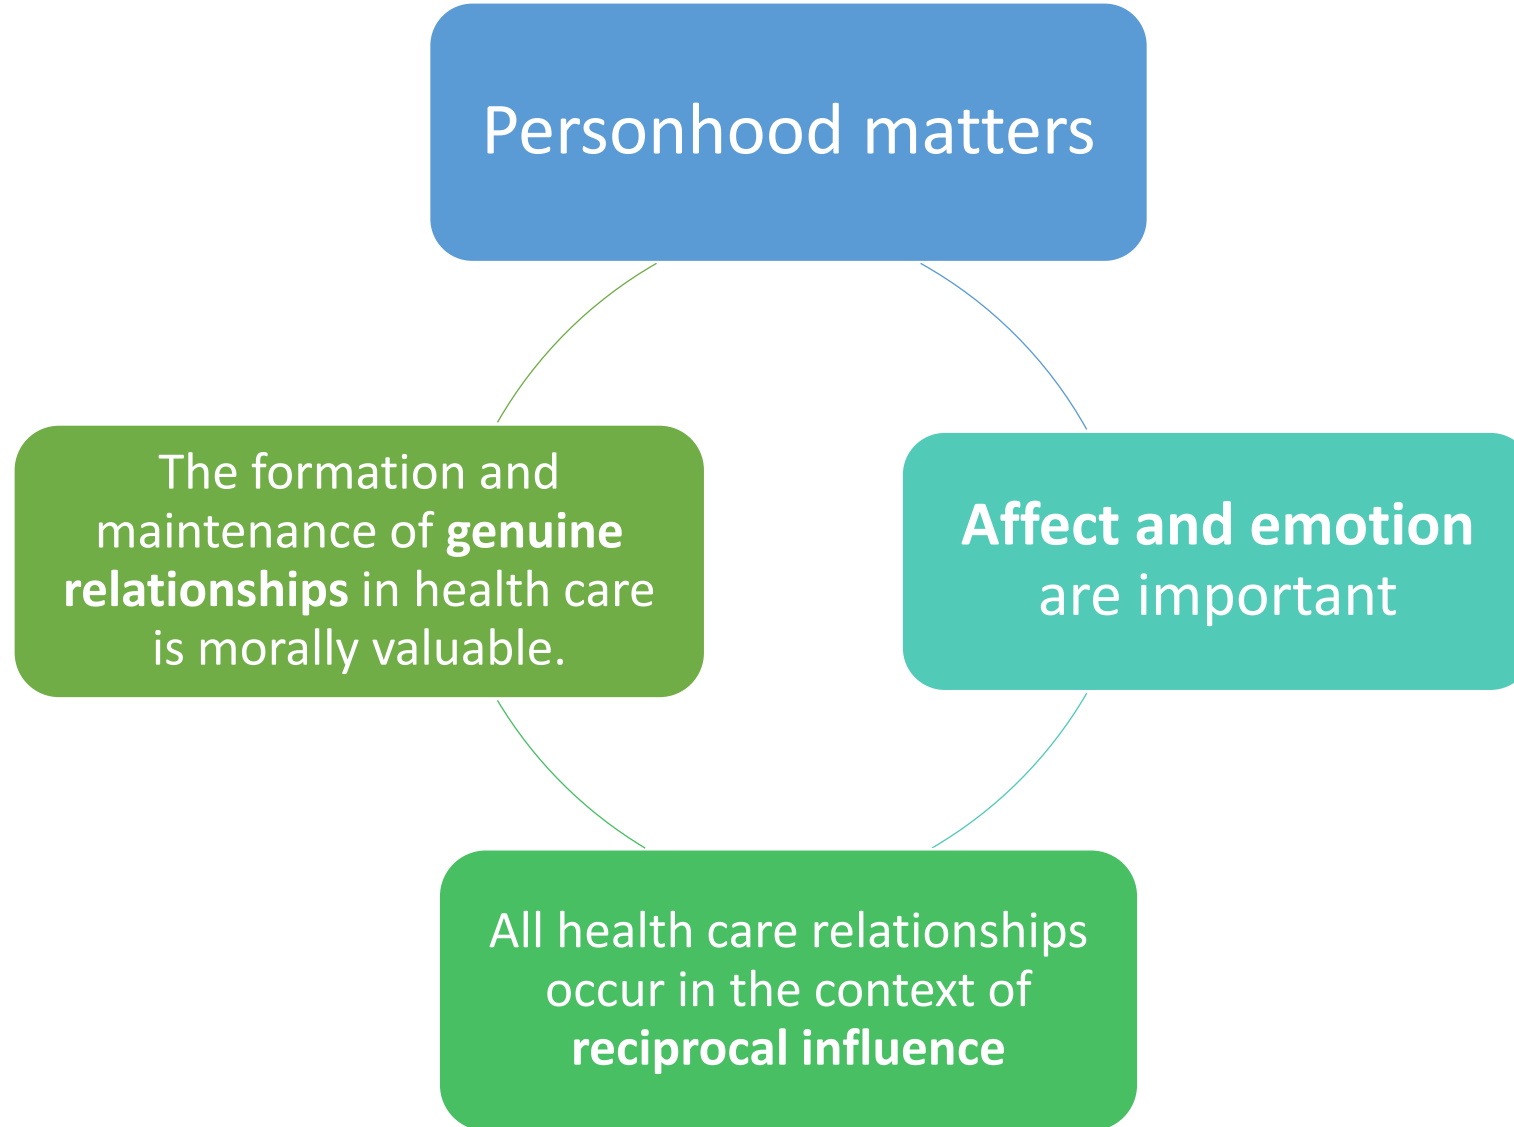 Personhood matters
Affect and emotion
are important
All health care relationships
occur in the context of
reciprocal influence
The formation and
maintenance of genuine
relationships in health care
is morally valuable.